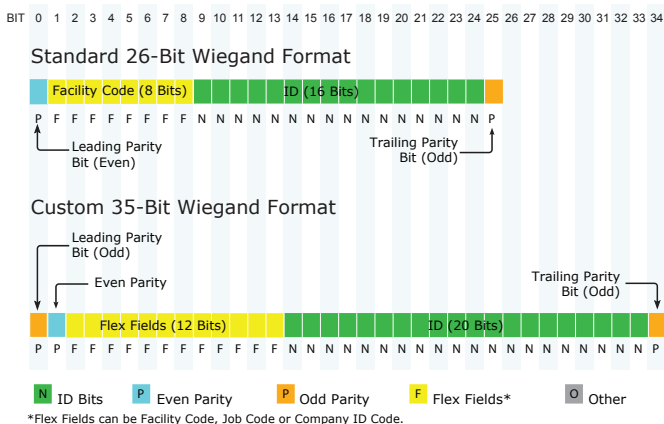 BIT 0 1 2 3 4 5 6 7 8 9 10 11 12 13 14 15 16 17 18 19 20 21 22 23 24 25 26 27 28 29 30 31 32 33 34
Standard 26-Bit Wiegand Format
Facility Code (8 Bits) ID (16 Bits)
P F F F F F F F F N N N N N N N N N N N N N N N N P
Leading Parity
Bit (Even)
Trailing Parity
Bit (Odd)
Custom 35-Bit Wiegand Format
Leading Parity
Bit (Odd)
Even Parity
Trailing Parity
Bit (Odd)
Flex Fields (12 Bits) ID (20 Bits)
P P F F F F F F F F F F F F N N N N N N N N N N N N N N N N N N N N P
N ID Bits P Even Parity P Odd Parity F Flex Fields* O Other
*Flex Fields can be Facility Code, Job Code or Company ID Code.